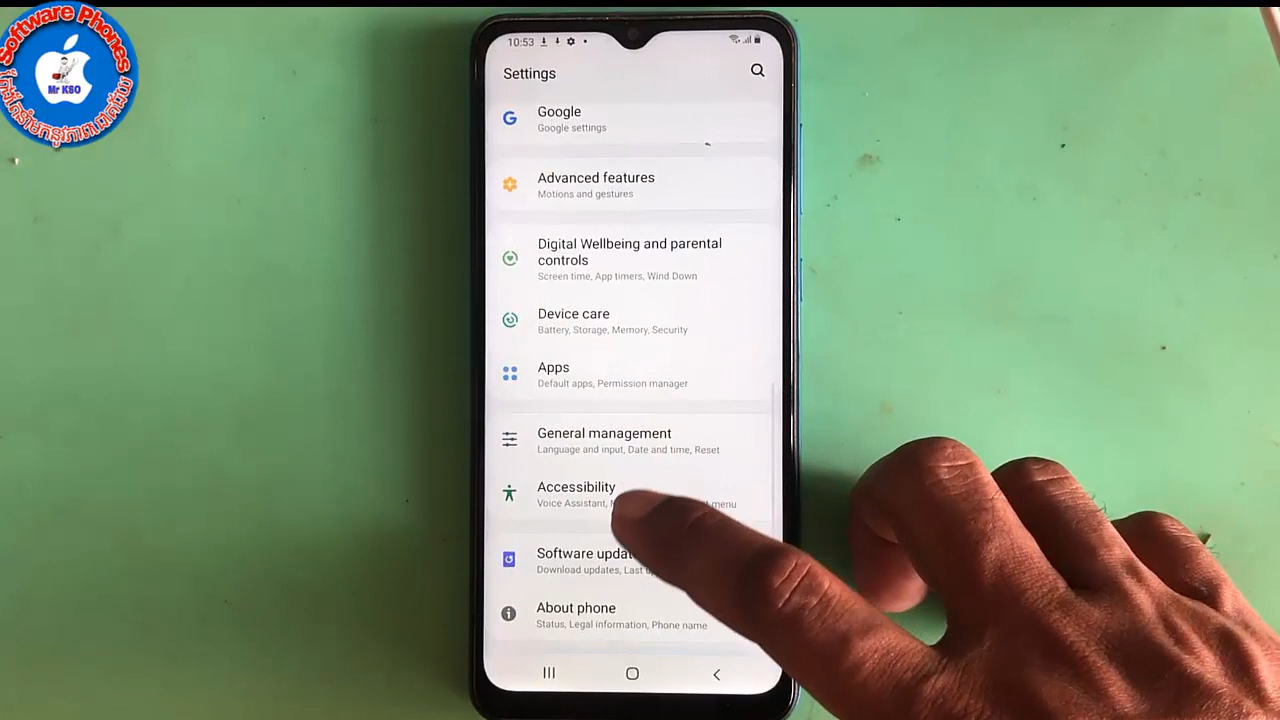 Software Phones
Mr KSO
10:53
Settings
Google
Google settings
Advanced features
Motions and gestures
Digital Wellbeing and parental
controls
Screen time, App timers, Wind Down
Device care
Battery, Storage, Memory, Security
Apps
Default apps, Permission manager
General management
Language and input, Date and time, Reset
Accessibility
Voice Assistant, menu
Software
Download updates, Last
About phone
Status, Legal information, Phone name